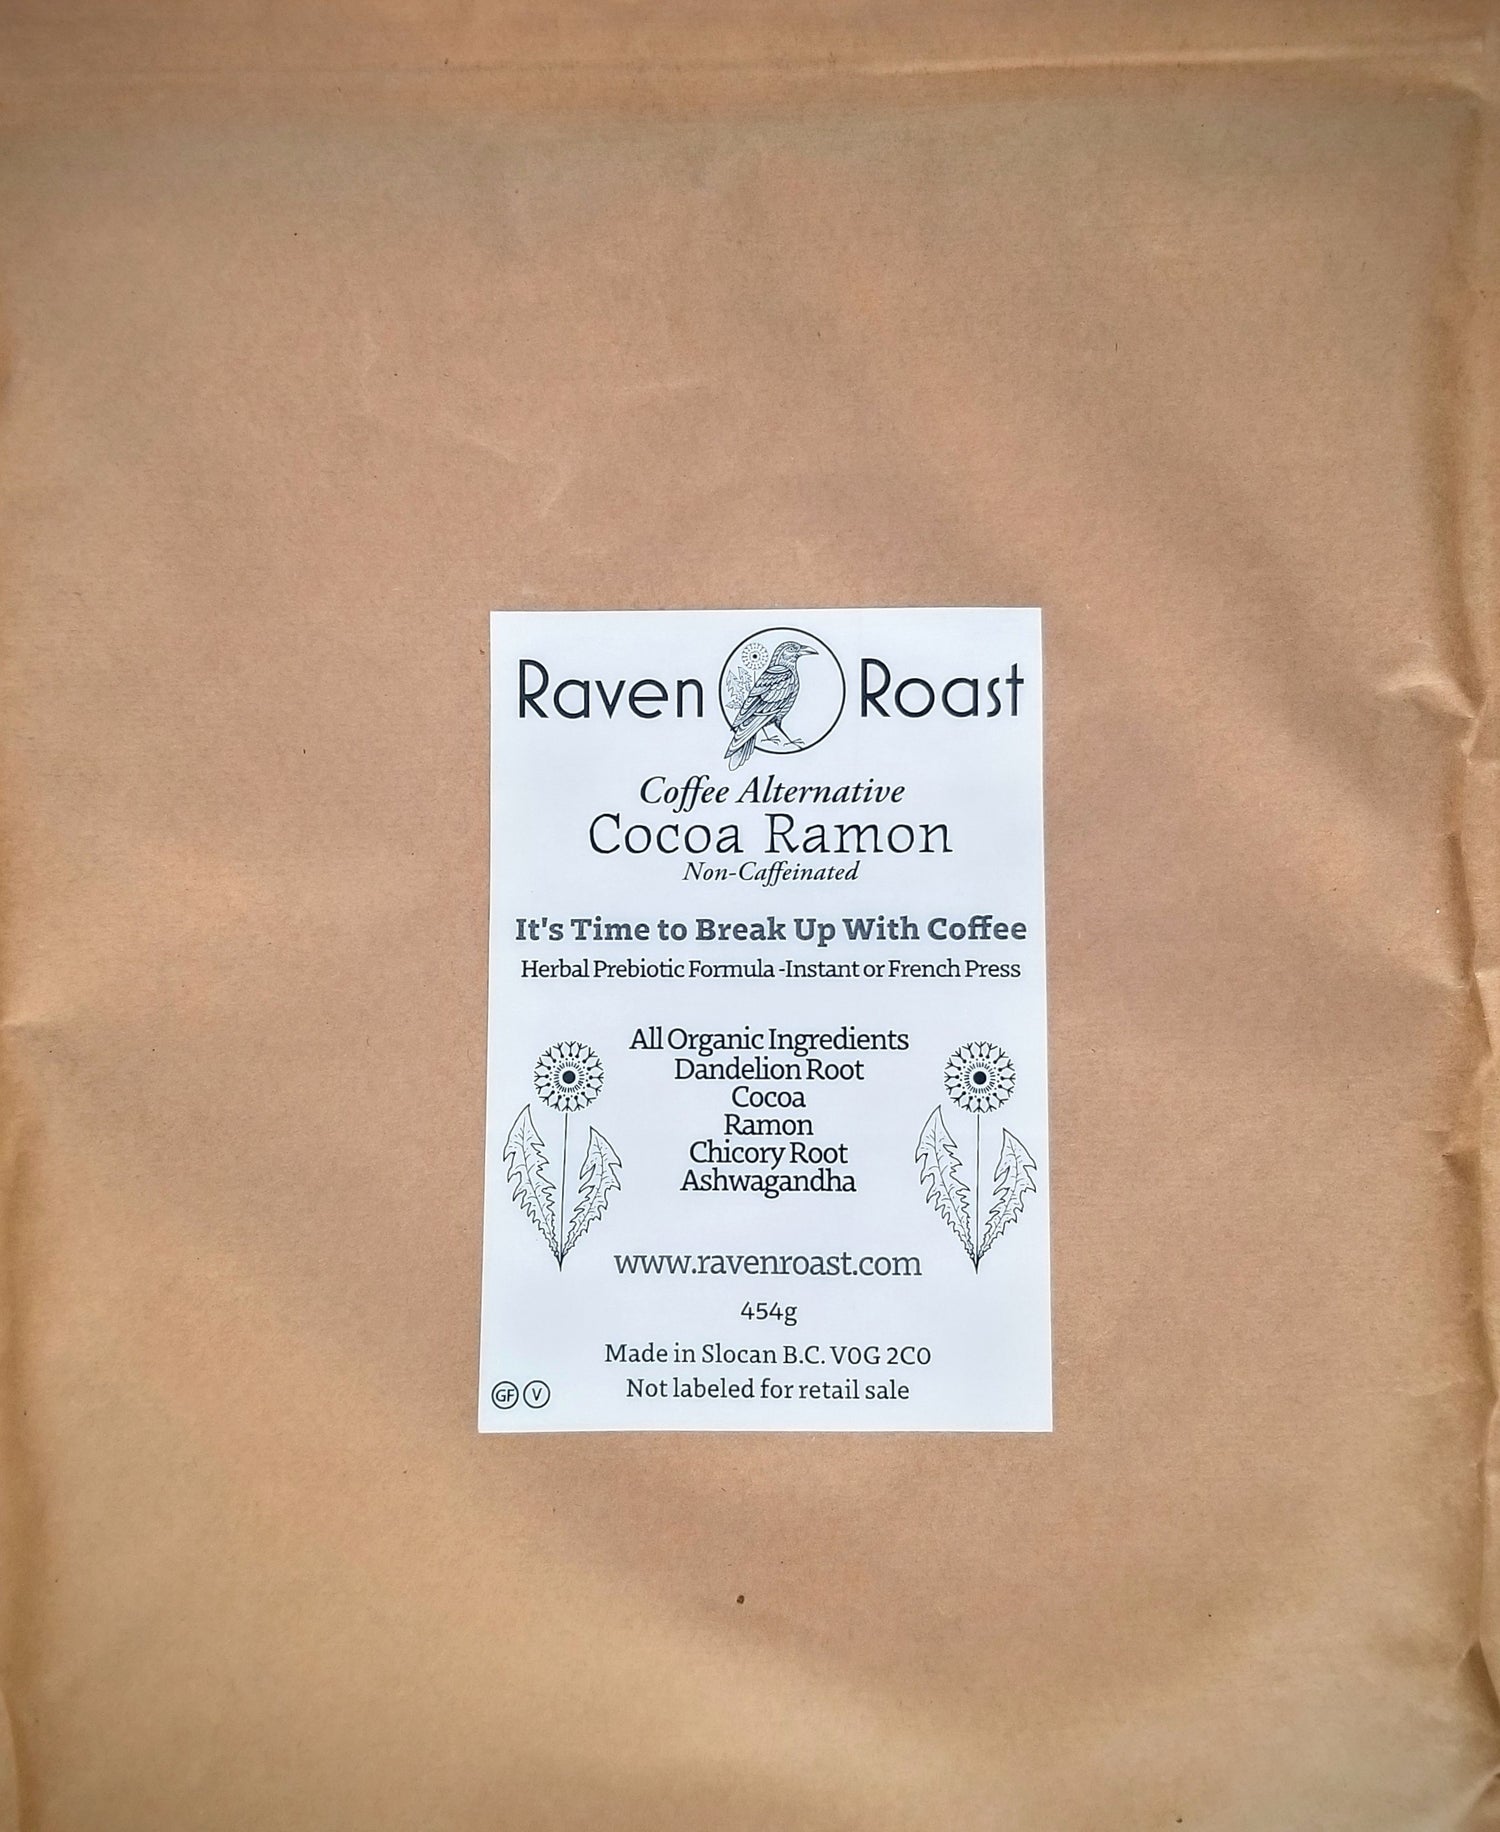 Raven Roast
Coffee Alternative
Cocoa Ramon
Non-Caffeinated
It's Time to Break Up With Coffee
Herbal Prebiotic Formula -Instant or French Press
All Organic Ingredients
Dandelion Root
Cocoa
Ramon
Chicory Root
Ashwagandha
www.ravenroast.com
454g
Made in Slocan B.C. V0G 2C0
Not labeled for retail sale
GF V